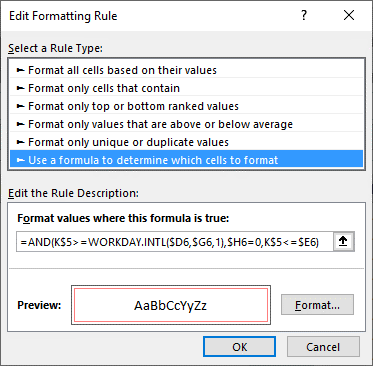 Edit Formatting Rule
?
Select a Rule Type:
► Format all cells based on their values
► Format only cells that contain
► Format only top or bottom ranked values
► Format only values that are above or below average
► Format only unique or duplicate values
► Use a formula to determine which cells to format
Edit the Rule Description:
Format values where this formula is true:
=AND(K$5>=WORKDAY.INTL($D6,$G6,1),$H6=0,K$5<=$E6)
Preview:
AaBbCcYyZz
Format...
OK
Cancel